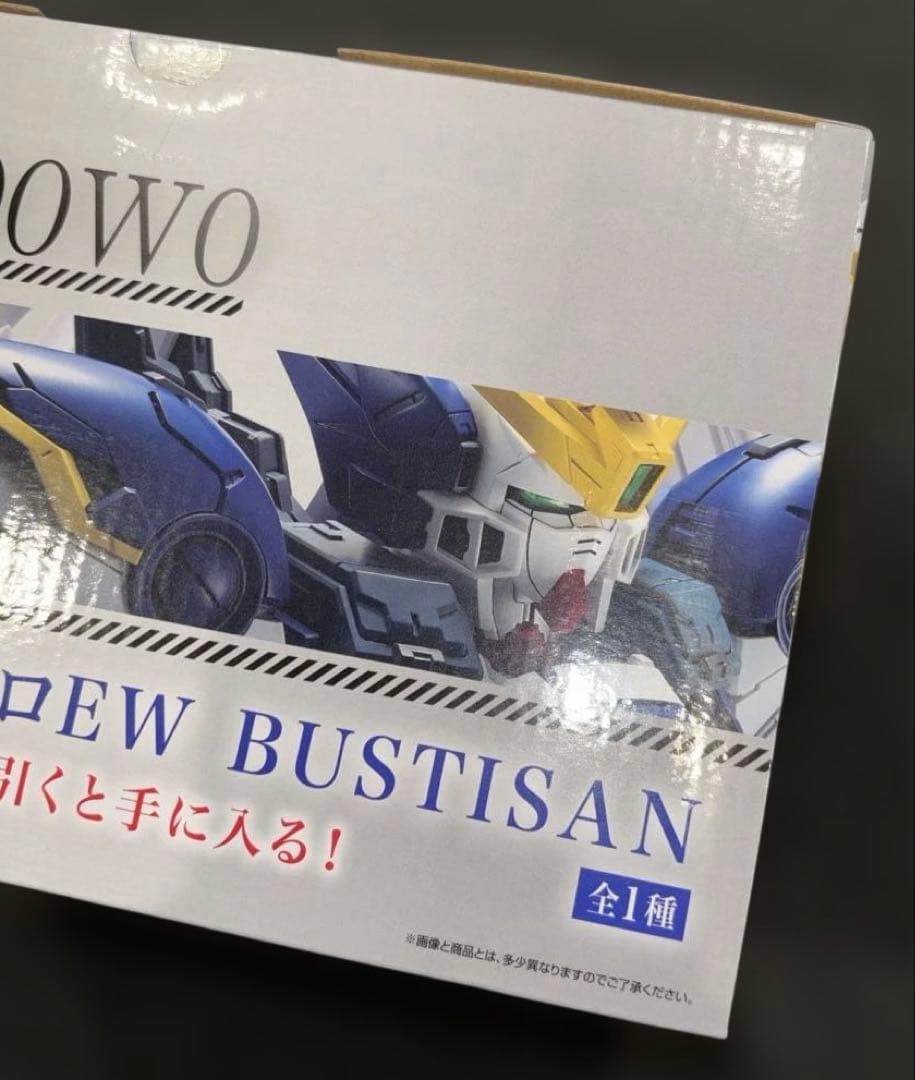 OWO
ロEW BUSTISAN
引くと手に入る！
全1種
※画像と商品とは、多少異なりますのでご了承ください。